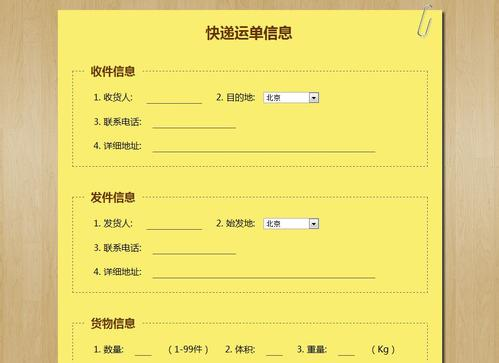 快递运单信息
收件信息
1. 收货人: 2. 目的地: 北京
3. 联系电话:
4. 详细地址:
发件信息
1. 发货人: 2. 始发地: 北京
3. 联系电话:
4. 详细地址:
货物信息
1. 数量: （1-99件） 2. 体积: 3. 重量: （Kg）